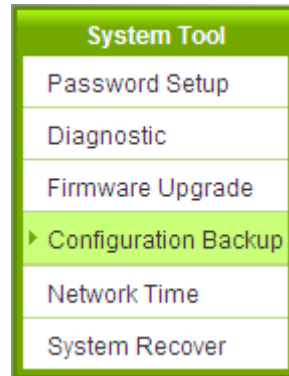 System Tool
Password Setup
Diagnostic
Firmware Upgrade
Configuration Backup
Network Time
System Recover